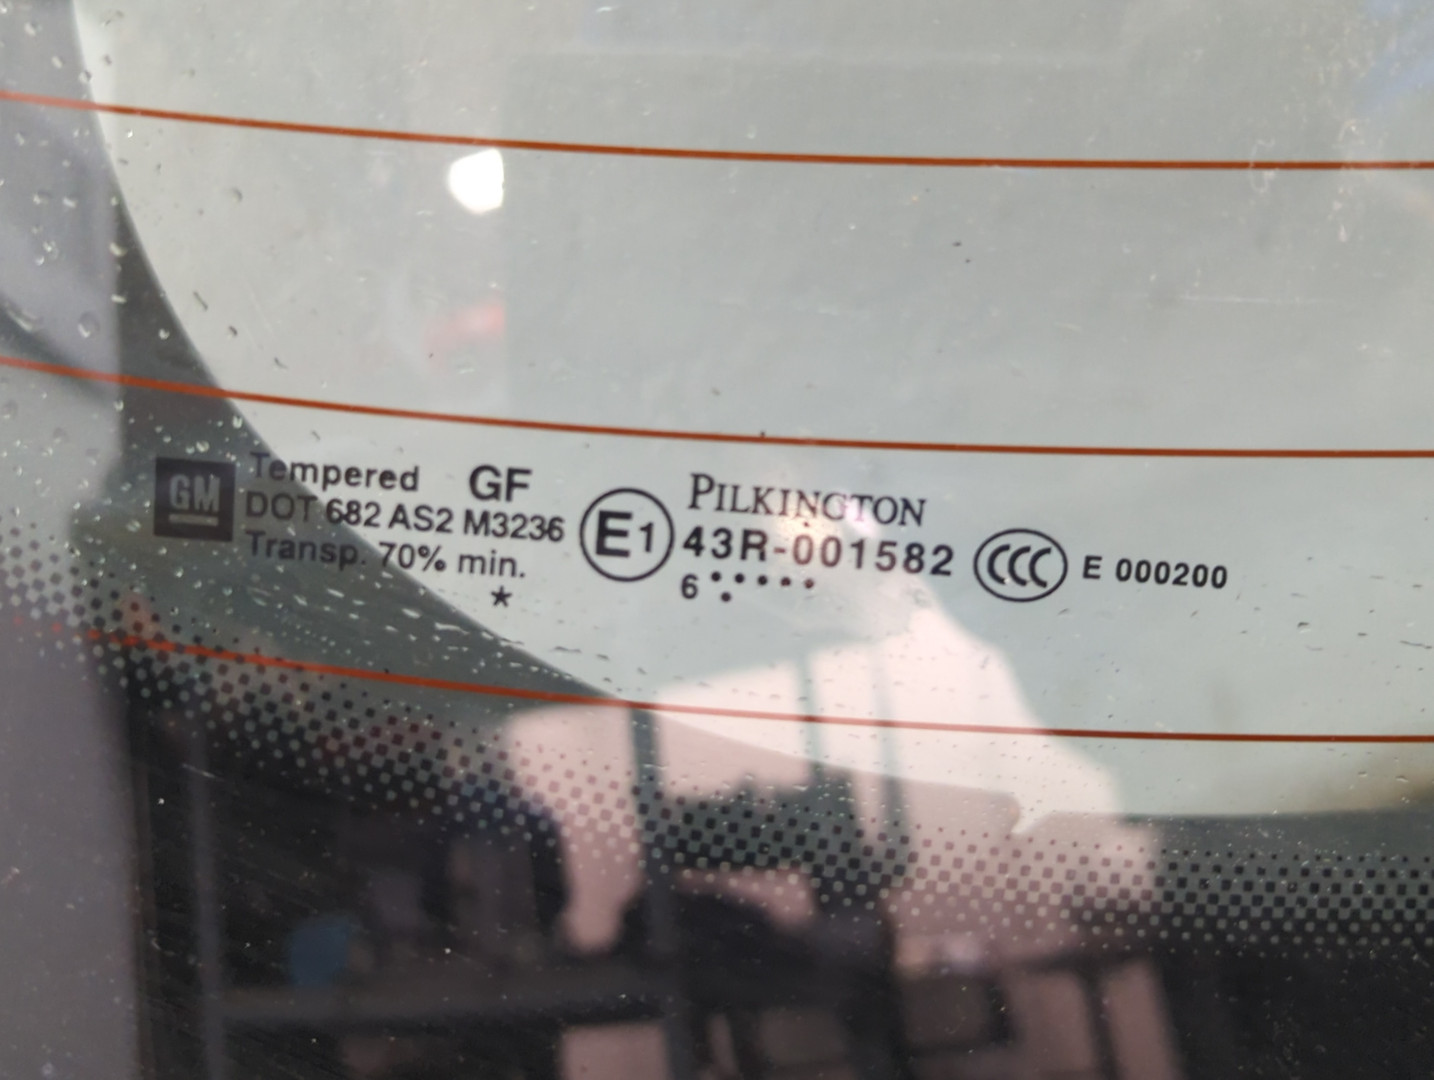 GM
Tempered GF
DOT 682 AS2 M3236
Transp. 70% min.
*
E1
PILKINGTON
43R-001582
6
CCC
E 000200